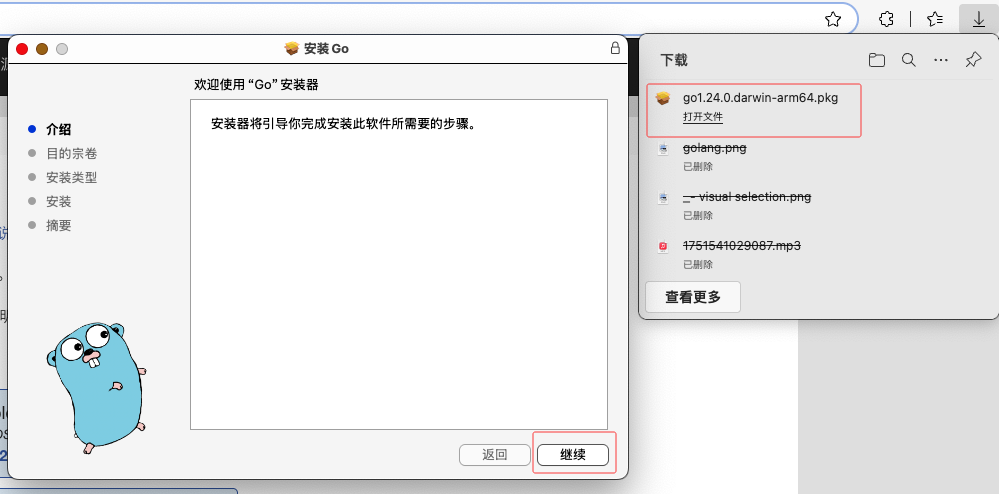 安装 Go
欢迎使用 “Go” 安装器
安装器将引导你完成安装此软件所需要的步骤。
介绍
目的宗卷
安装类型
安装
摘要
返回
继续
下载
go1.24.0.darwin-arm64.pkg
打开文件
golang.png
已删除
_- visual selection.png
已删除
1751541029087.mp3
已删除
查看更多